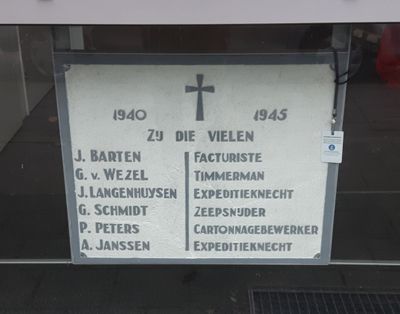 1940 1945
ZIJ DIE VIELEN
J. BARTEN FACTURISTE
G. v. WEZEL TIMMERMAN
J. LANGENHUYSEN EXPEDITIEKNECHT
G. SCHMIDT ZEEPSNIJDER
P. PETERS CARTONNAGEBEWERKER
A. JANSSEN EXPEDITIEKNECHT